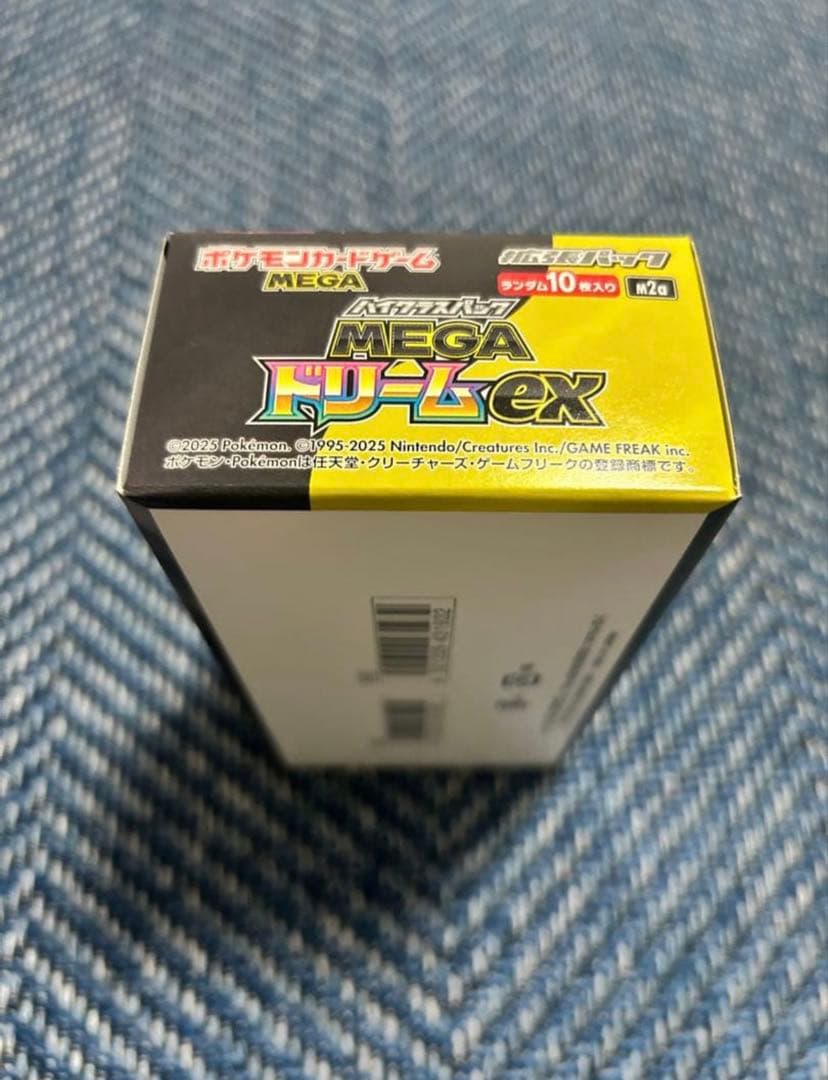 ポケモンカードゲーム
MEGA
拡張パック
ランダム10枚入り M2a
ハイクラスパック
MEGA
ドリームex
©2025 Pokémon. ©1995-2025 Nintendo/Creatures Inc./GAME FREAK inc.
ポケモン・Pokémonは任天堂・クリーチャーズ・ゲームフリークの登録商標です。